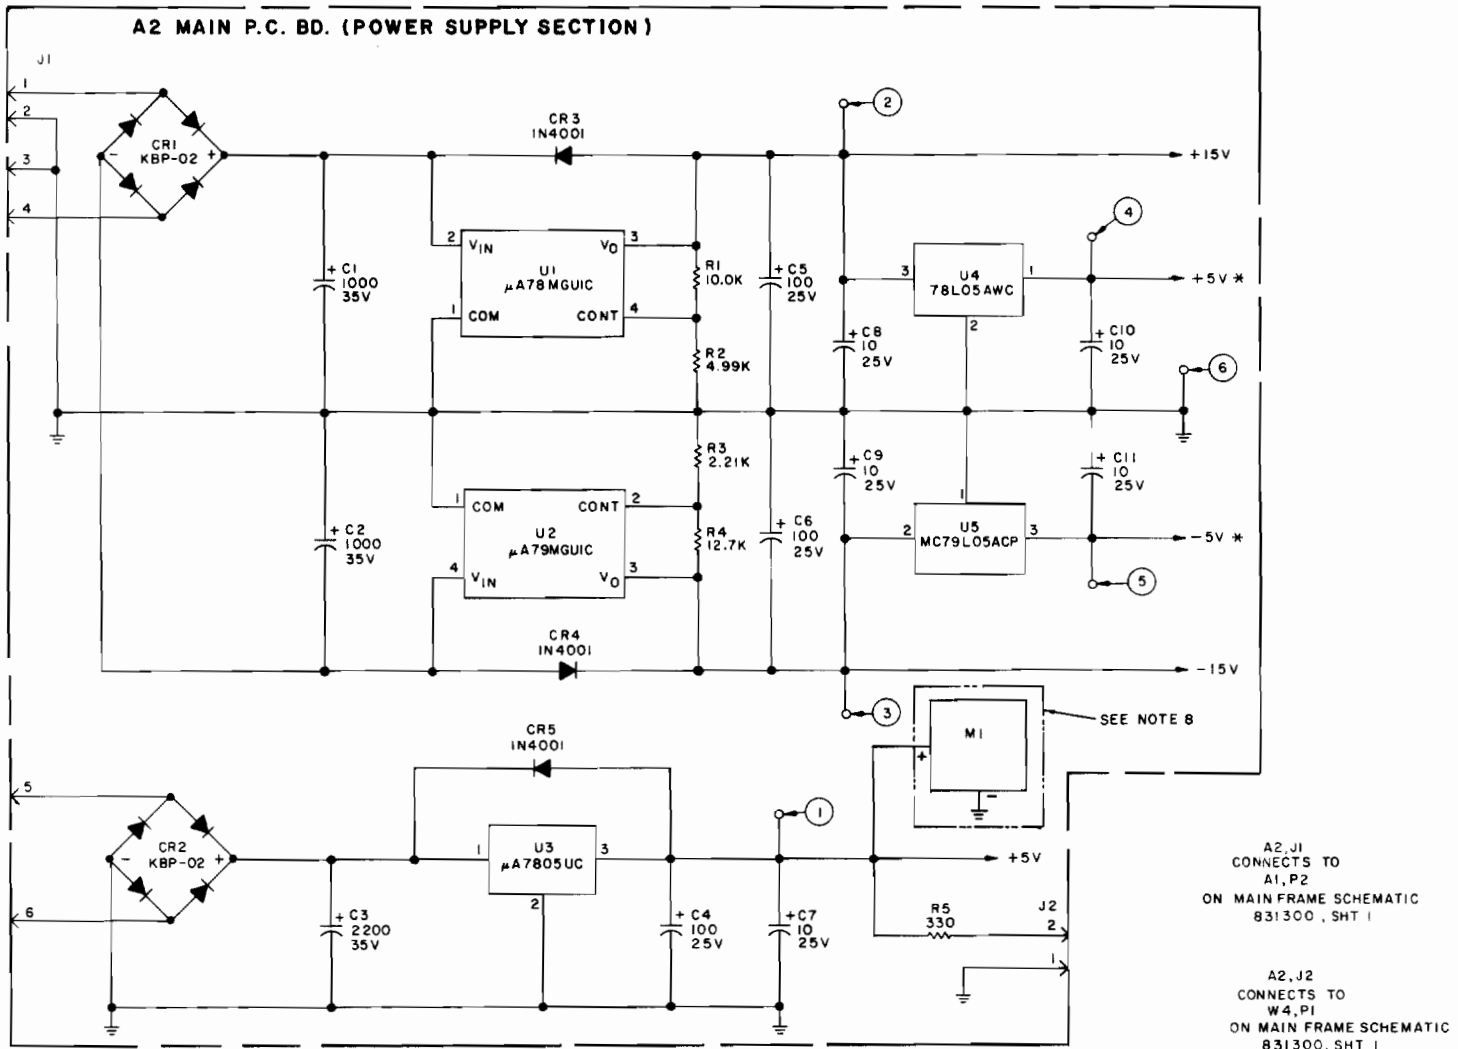 A2 MAIN P.C. BD. (POWER SUPPLY SECTION)
J1
1
2
3
4
CR1
KBP-02
- +
CR3
1N4001
2
+15V
4
2 VIN
VO 3
U1
μA78MGUIC
1 COM
CONT 4
+ C1
1000
35V
R1
10.0K
R2
4.99K
+ C5
100
25V
3
U4
78L05AWC
1
2
+5V *
+ C8
10
25V
+ C10
10
25V
6
R3
2.21K
+ C9
10
25V
+ C11
10
25V
1 COM
CONT 2
U2
μA79MGUIC
4 VIN
VO 3
+ C2
1000
35V
R4
12.7K
+ C6
100
25V
1
2
U5
MC79L05ACP
3
-5V *
5
CR4
1N4001
-15V
3
M1
+
-
SEE NOTE 8
CR5
1N4001
5
6
CR2
KBP-02
- +
1
U3
μA7805UC
3
2
1
+5V
+ C3
2200
35V
+ C4
100
25V
+ C7
10
25V
R5
330
J2
2
1
A2,J1
CONNECTS TO
A1,P2
ON MAIN FRAME SCHEMATIC
831300, SHT 1
A2,J2
CONNECTS TO
W4,P1
ON MAIN FRAME SCHEMATIC
831300, SHT 1